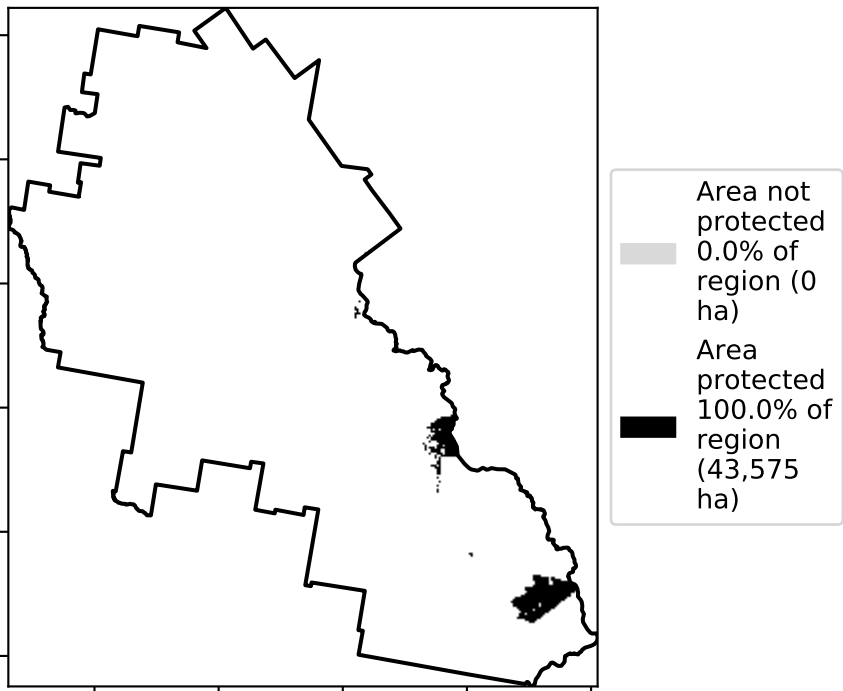 Area not
protected
0.0% of
region (0
ha)
Area
protected
100.0% of
region
(43,575
ha)